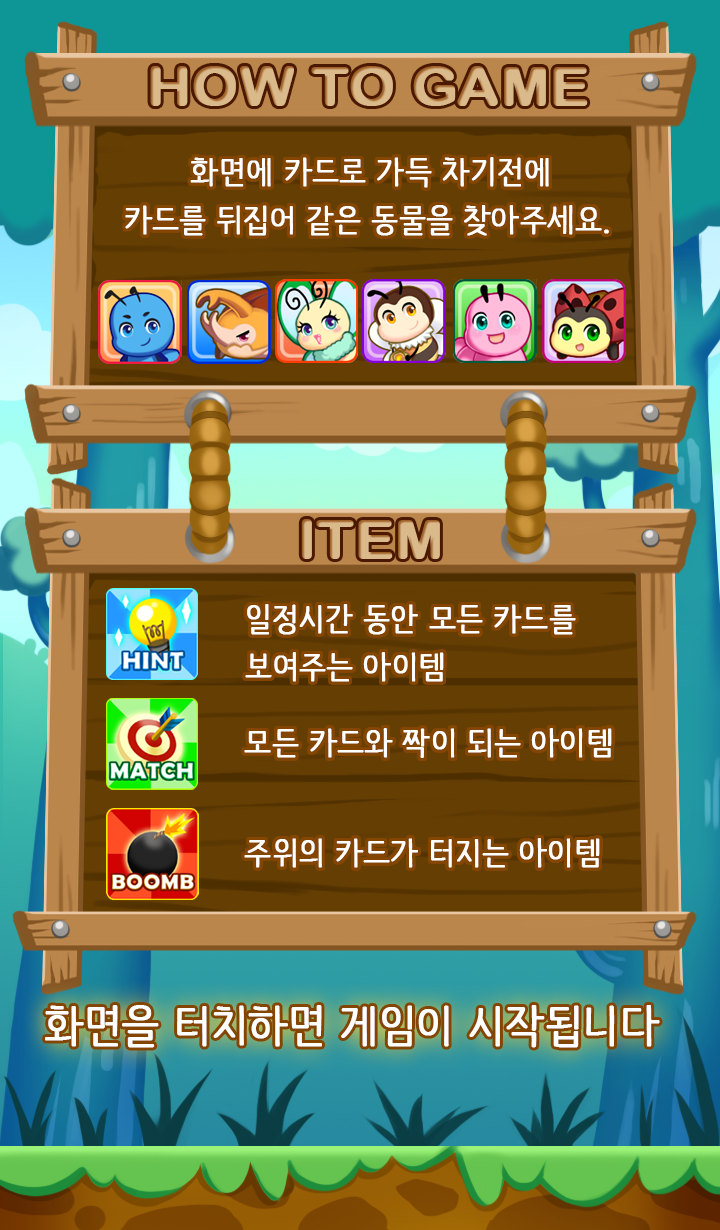 HOW TO GAME
화면에 카드로 가득 차기전에
카드를 뒤집어 같은 동물을 찾아주세요.
ITEM
HINT
일정시간 동안 모든 카드를
보여주는 아이템
MATCH
모든 카드와 짝이 되는 아이템
BOOMB
주위의 카드가 터지는 아이템
화면을 터치하면 게임이 시작됩니다